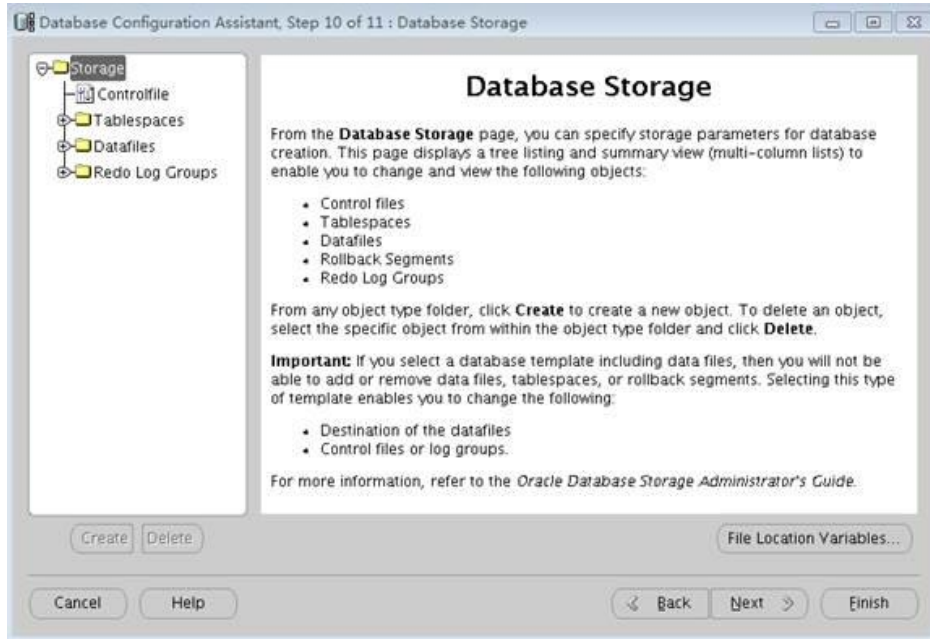 Database Configuration Assistant, Step 10 of 11 : Database Storage
Storage
Controlfile
Tablespaces
Datafiles
Redo Log Groups
Database Storage
From the Database Storage page, you can specify storage parameters for database
creation. This page displays a tree listing and summary view (multi-column lists) to
enable you to change and view the following objects:
Control files
Tablespaces
Datafiles
Rollback Segments
Redo Log Groups
From any object type folder, click Create to create a new object. To delete an object,
select the specific object from within the object type folder and click Delete.
Important: If you select a database template including data files, then you will not be
able to add or remove data files, tablespaces, or rollback segments. Selecting this type
of template enables you to change the following:
Destination of the datafiles
Control files or log groups.
For more information, refer to the Oracle Database Storage Administrator's Guide.
Create Delete
File Location Variables...
Cancel Help Back Next Finish